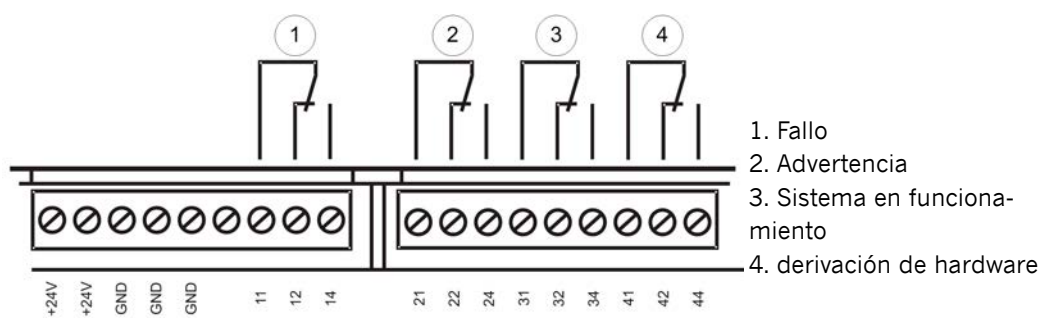 1 2 3 4
1. Fallo
2. Advertencia
3. Sistema en funciona-
miento
4. derivación de hardware
+24V +24V GND GND GND 11 12 14 21 22 24 31 32 34 41 42 44